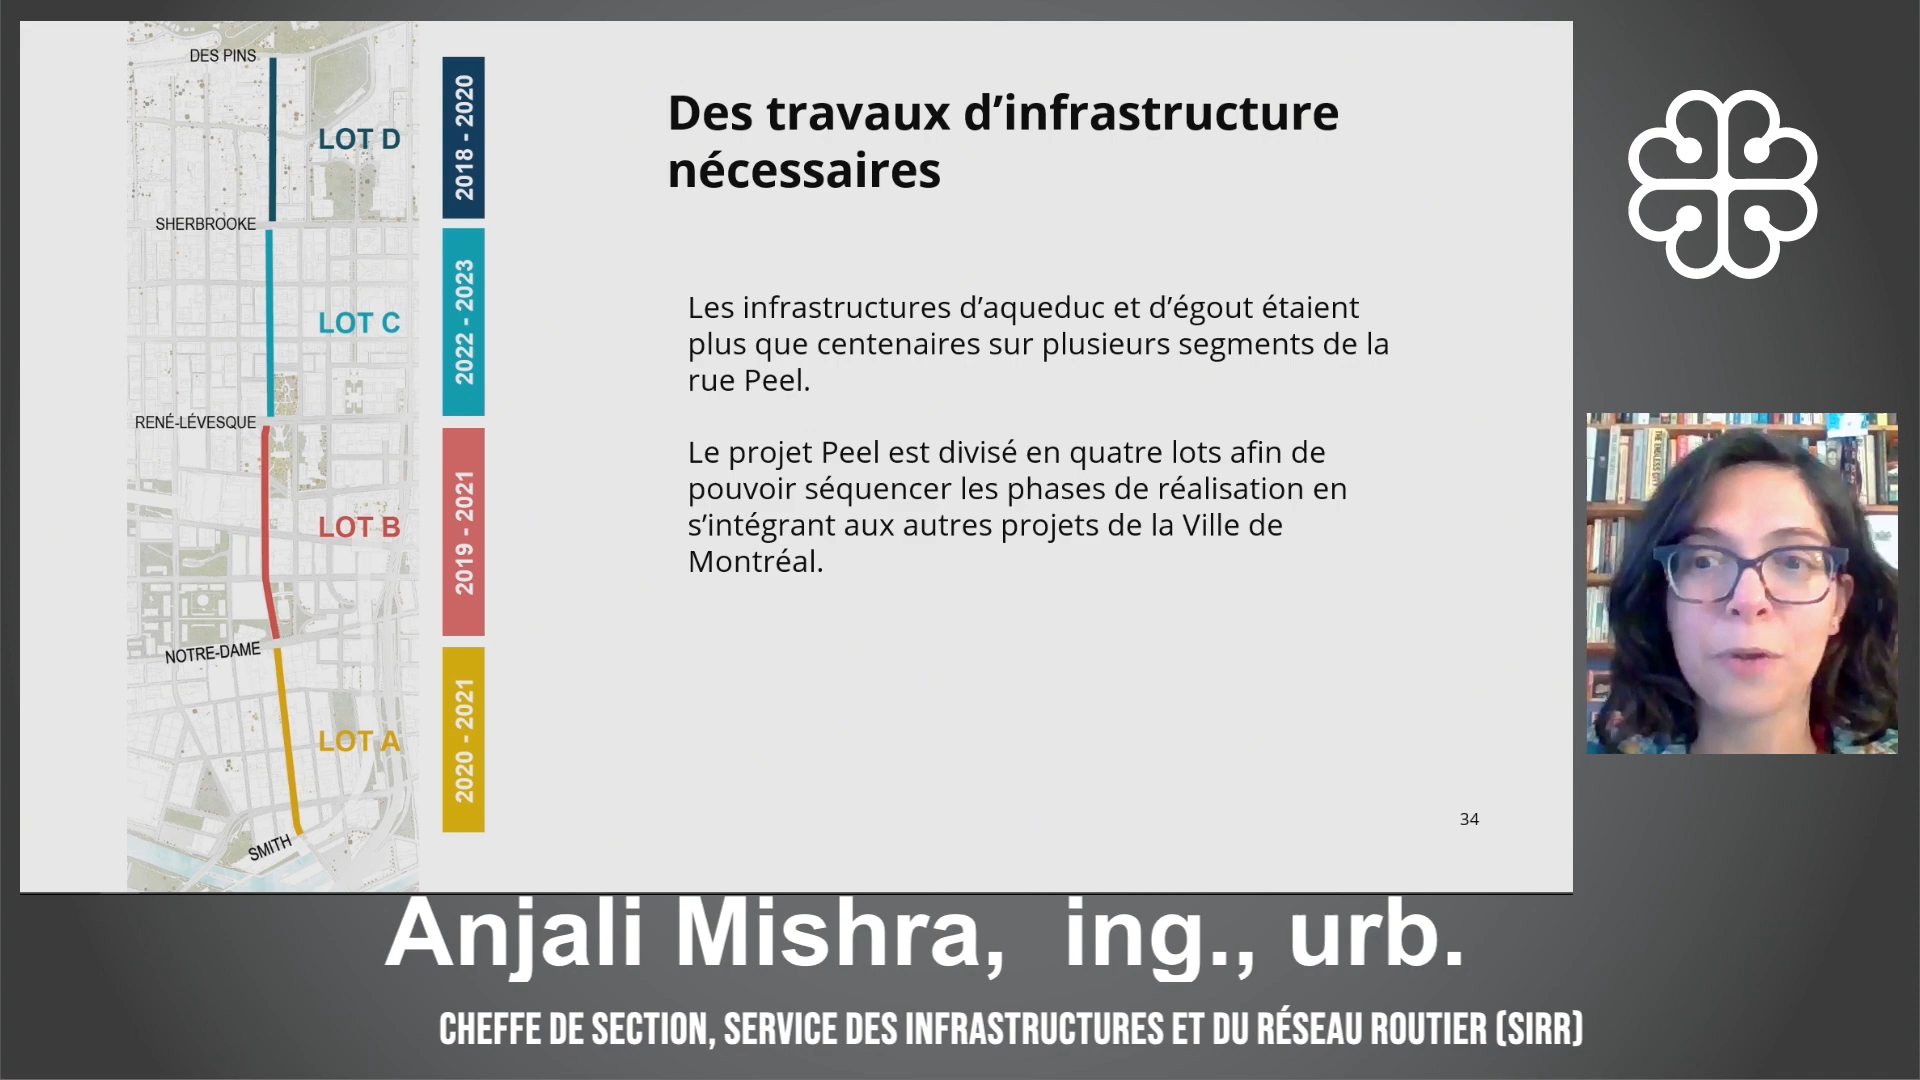 DES PINS
LOT D
SHERBROOKE
LOT C
RENÉ-LÉVESQUE
LOT B
NOTRE-DAME
LOT A
SMITH
2018 - 2020
2022 - 2023
2019 - 2021
2020 - 2021
Des travaux d’infrastructure
nécessaires
Les infrastructures d’aqueduc et d’égout étaient
plus que centenaires sur plusieurs segments de la
rue Peel.
Le projet Peel est divisé en quatre lots afin de
pouvoir séquencer les phases de réalisation en
s’intégrant aux autres projets de la Ville de
Montréal.
34
Anjali Mishra, ing., urb.
CHEFFE DE SECTION, SERVICE DES INFRASTRUCTURES ET DU RÉSEAU ROUTIER (SIRR)